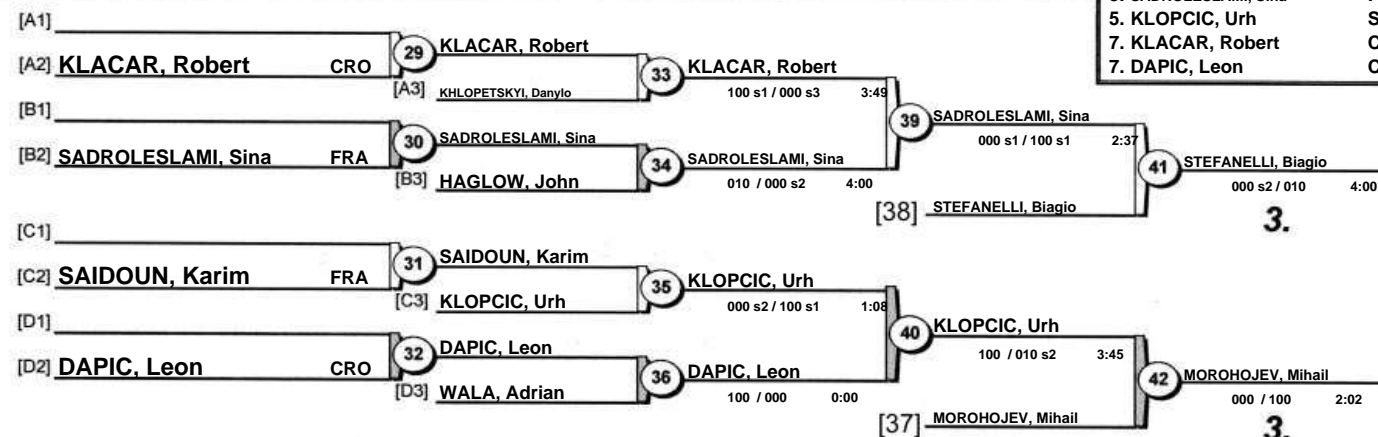 5. KLOPCIC, Urh S
7. KLACAR, Robert C
7. DAPIC, Leon C
[A1]
[A2] KLACAR, Robert CRO
29 KLACAR, Robert
[A3] KHLOPETSKYI, Danylo
33 KLACAR, Robert
100 s1 / 000 s3 3:49
[B1]
[B2] SADROLESLAMI, Sina FRA
30 SADROLESLAMI, Sina
[B3] HAGLOW, John
34 SADROLESLAMI, Sina
010 / 000 s2 4:00
39 SADROLESLAMI, Sina
000 s1 / 100 s1 2:37
[38] STEFANELLI, Biagio
41 STEFANELLI, Biagio
000 s2 / 010 4:00
3.
[C1]
[C2] SAIDOUN, Karim FRA
31 SAIDOUN, Karim
[C3] KLOPCIC, Urh
35 KLOPCIC, Urh
000 s2 / 100 s1 1:08
[D1]
[D2] DAPIC, Leon CRO
32 DAPIC, Leon
[D3] WALA, Adrian
36 DAPIC, Leon
100 / 000 0:00
40 KLOPCIC, Urh
100 / 010 s2 3:45
[37] MOROHOJEV, Mihail
42 MOROHOJEV, Mihail
000 / 100 2:02
3.